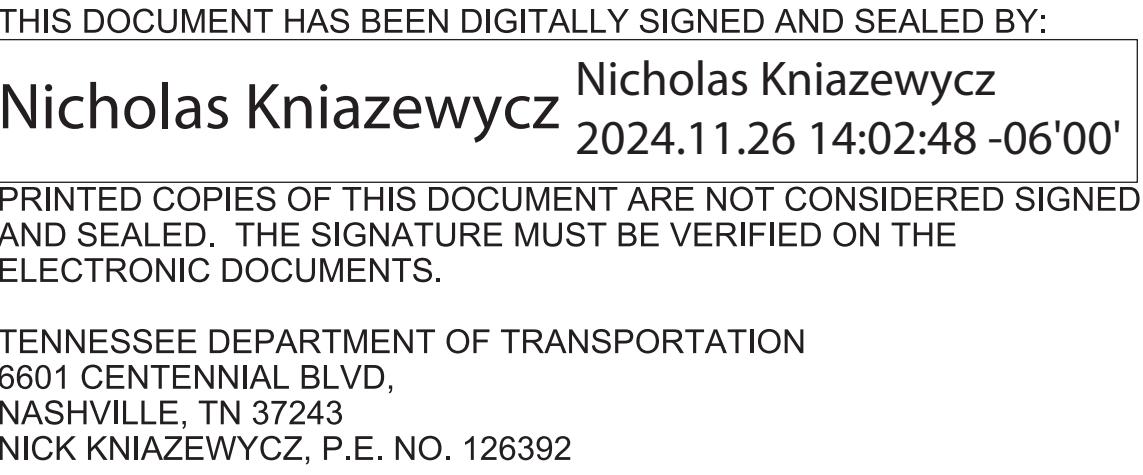 THIS DOCUMENT HAS BEEN DIGITALLY SIGNED AND SEALED BY:
Nicholas Kniazewycz
Nicholas Kniazewycz
2024.11.26 14:02:48 -06'00'
PRINTED COPIES OF THIS DOCUMENT ARE NOT CONSIDERED SIGNED
AND SEALED.  THE SIGNATURE MUST BE VERIFIED ON THE
ELECTRONIC DOCUMENTS.
TENNESSEE DEPARTMENT OF TRANSPORTATION
6601 CENTENNIAL BLVD,
NASHVILLE, TN 37243
NICK KNIAZEWYCZ, P.E. NO. 126392